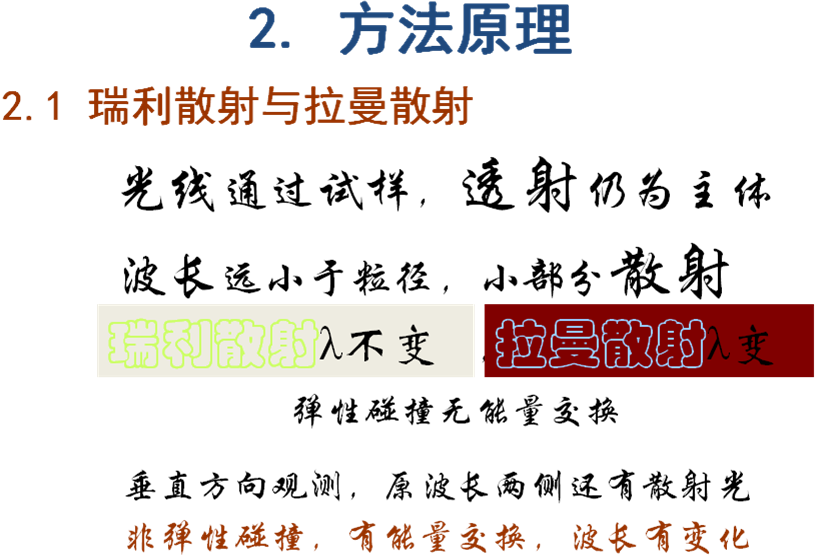 2. 方法原理
2.1 瑞利散射与拉曼散射
光线通过试样，透射仍为主体
波长远小于粒径，小部分散射
瑞利散射λ不变 ，拉曼散射λ变
弹性碰撞无能量交换
垂直方向观测，原波长两侧还有散射光
非弹性碰撞，有能量交换，波长有变化